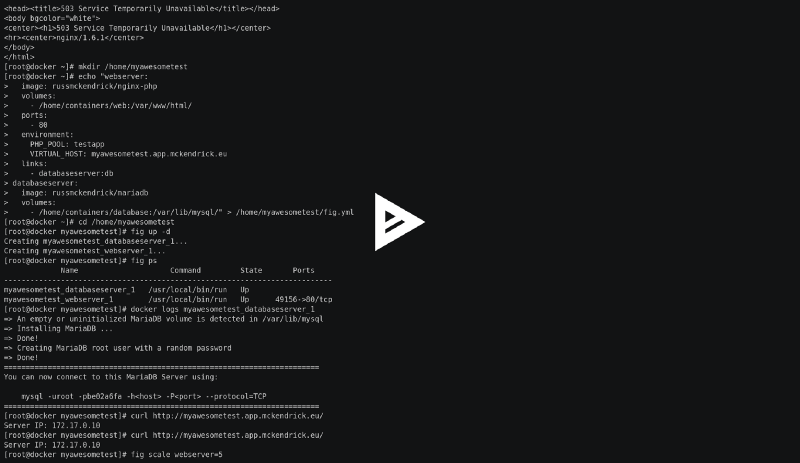 <head><title>503 Service Temporarily Unavailable</title></head>
<body bgcolor="white">
<center><h1>503 Service Temporarily Unavailable</h1></center>
<hr><center>nginx/1.6.1</center>
</body>
</html>
[root@docker ~]# mkdir /home/myawesometest
[root@docker ~]# echo "webserver:
>   image: russmckendrick/nginx-php
>   volumes:
>     - /home/containers/web:/var/www/html/
>   ports:
>     - 80
>   environment:
>     PHP_POOL: testapp
>     VIRTUAL_HOST: myawesometest.app.mckendrick.eu
>   links:
>     - databaseserver:db
> databaseserver:
>   image: russmckendrick/mariadb
>   volumes:
>     - /home/containers/database:/var/lib/mysql/" > /home/myawesometest/fig.yml
[root@docker ~]# cd /home/myawesometest
[root@docker myawesometest]# fig up -d
Creating myawesometest_databaseserver_1...
Creating myawesometest_webserver_1...
[root@docker myawesometest]# fig ps
             Name                     Command         State       Ports
---------------------------------------------------------------------------
myawesometest_databaseserver_1   /usr/local/bin/run   Up
myawesometest_webserver_1        /usr/local/bin/run   Up      49156->80/tcp
[root@docker myawesometest]# docker logs myawesometest_databaseserver_1
=> An empty or uninitialized MariaDB volume is detected in /var/lib/mysql
=> Installing MariaDB ...
=> Done!
=> Creating MariaDB root user with a random password
=> Done!
========================================================================
You can now connect to this MariaDB Server using:
    mysql -uroot -pbe02a6fa -h<host> -P<port> --protocol=TCP
========================================================================
[root@docker myawesometest]# curl http://myawesometest.app.mckendrick.eu/
Server IP: 172.17.0.10
[root@docker myawesometest]# curl http://myawesometest.app.mckendrick.eu/
Server IP: 172.17.0.10
[root@docker myawesometest]# fig scale webserver=5